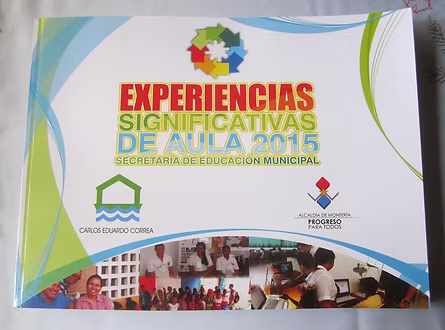 EXPERIENCIAS
SIGNIFICATIVAS
DE AULA 2015
SECRETARÍA DE EDUCACIÓN MUNICIPAL
CARLOS EDUARDO CORREA
ALCALDÍA DE MONTERÍA
PROGRESO
PARA TODOS